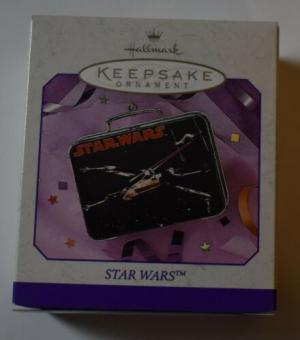 Hallmark
KEEPSAKE
ORNAMENT
STAR WARS
STAR WARS™